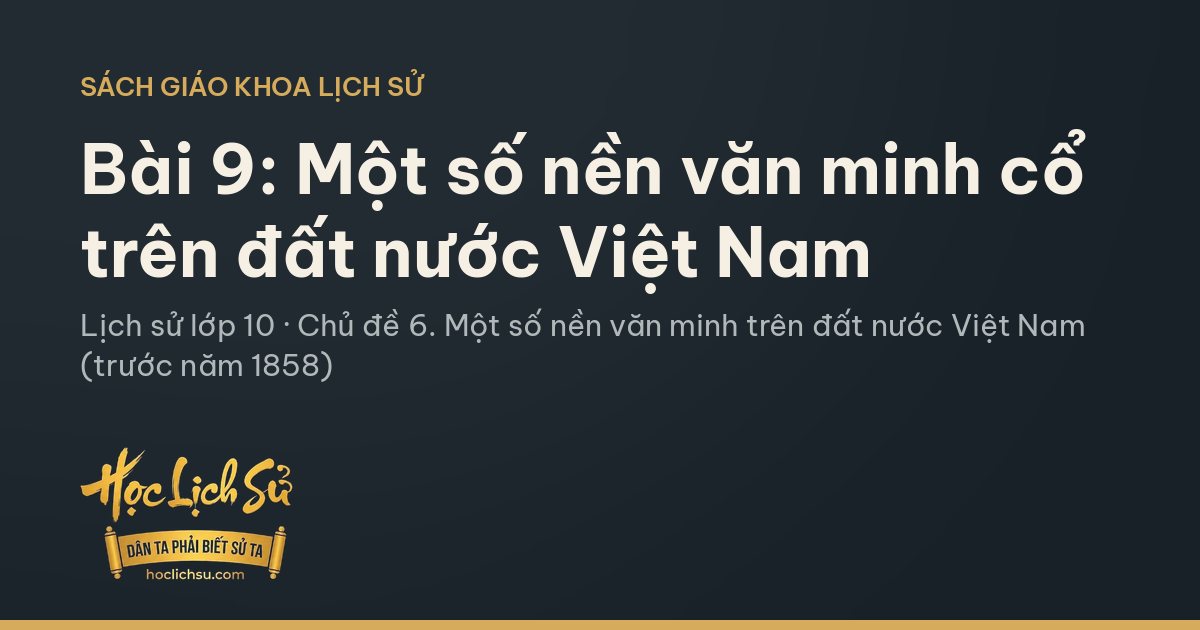 SÁCH GIÁO KHOA LỊCH SỬ
Bài 9: Một số nền văn minh cổ
trên đất nước Việt Nam
Lịch sử lớp 10 · Chủ đề 6. Một số nền văn minh trên đất nước Việt Nam
(trước năm 1858)
Học Lịch Sử
DÂN TA PHẢI BIẾT SỬ TA
hoclichsu.com